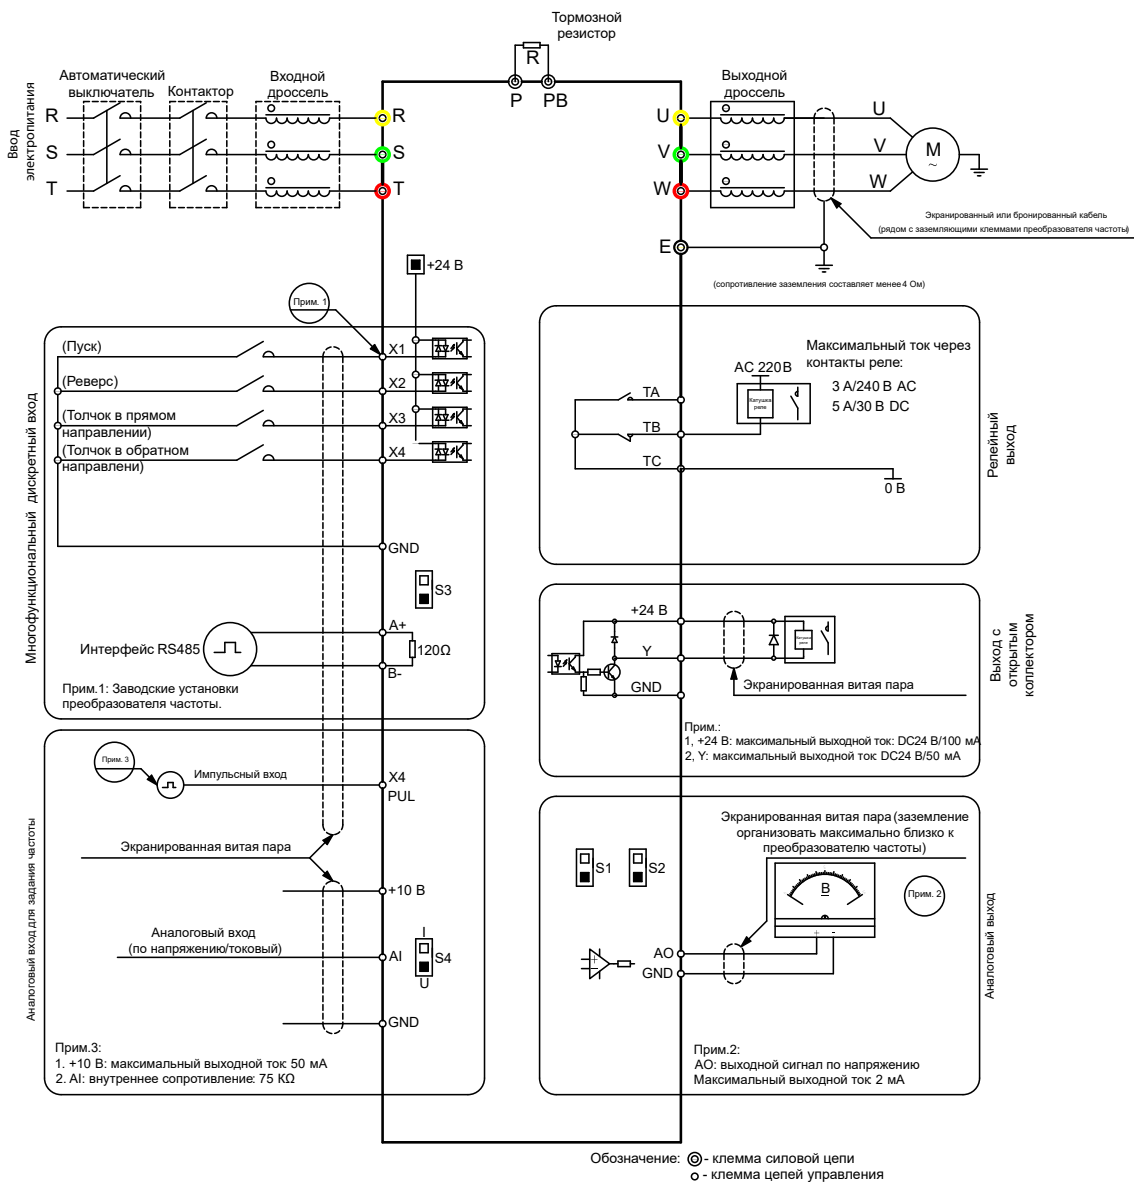 Тормозной
резистор
R
P
PB
Автоматический
выключатель
Контактор
Входной
дроссель
Выходной
дроссель
Ввод
электропитания
R
S
T
R
S
T
U
V
W
U
V
W
M
~
Экранированный или бронированный кабель
(рядом с заземляющими клеммами преобразователя частоты)
E
(сопротивление заземления составляет менее 4 Ом)
+24 В
Прим. 1
Многофункциональный дискретный вход
(Пуск)
X1
(Реверс)
X2
(Толчок в прямом
направлении)
X3
(Толчок в обратном
направлени)
X4
GND
S3
A+
Интерфейс RS485
120Ω
B-
Прим.1: Заводские установки
преобразователя частоты.
Аналоговый вход для задания частоты
Прим. 3
Импульсный вход
X4
PUL
Экранированная витая пара
+10 В
Аналоговый вход
(по напряжению/токовый)
AI
I
S4
U
GND
Прим.3:
1. +10 В: максимальный выходной ток: 50 мА
2. AI: внутреннее сопротивление: 75 KΩ
Максимальный ток через
контакты реле:
3 А/240 В AC
5 А/30 В DC
AC 220В
Катушка
реле
TA
TB
TC
0 В
Релейный
выход
+24 В
Y
GND
Катушка
реле
Экранированная витая пара
Прим.:
1, +24 В: максимальный выходной ток: DC24 В/100 мА
2, Y: максимальный выходной ток: DC24 В/50 мА
Выход с
открытым
коллектором
Экранированная витая пара (заземление
организовать максимально близко к
преобразователю частоты)
S1
S2
В
+ -
Прим. 2
AO
GND
Прим.2:
АО: выходной сигнал по напряжению
Максимальный выходной ток: 2 мА
Аналоговый выход
Обозначение:
- клемма силовой цепи
- клемма цепей управления